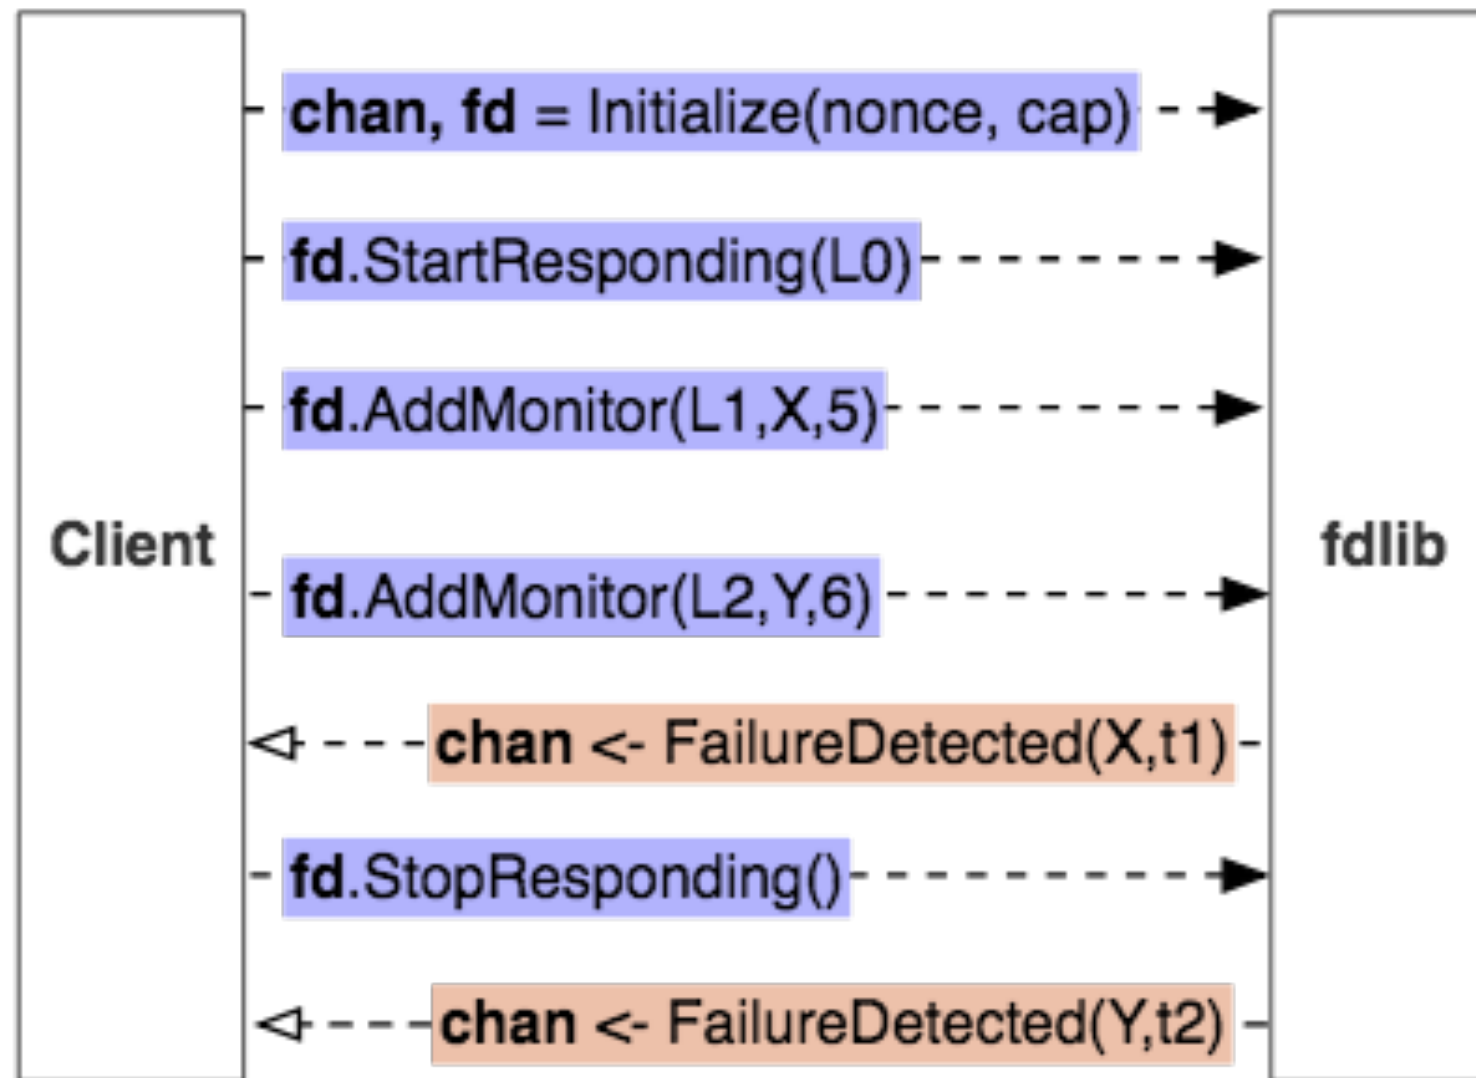 chan, fd = Initialize(nonce, cap)
fd.StartResponding(L0)
fd.AddMonitor(L1,X,5)
Client
fdlib
fd.AddMonitor(L2,Y,6)
chan <- FailureDetected(X,t1)
fd.StopResponding()
chan <- FailureDetected(Y,t2)